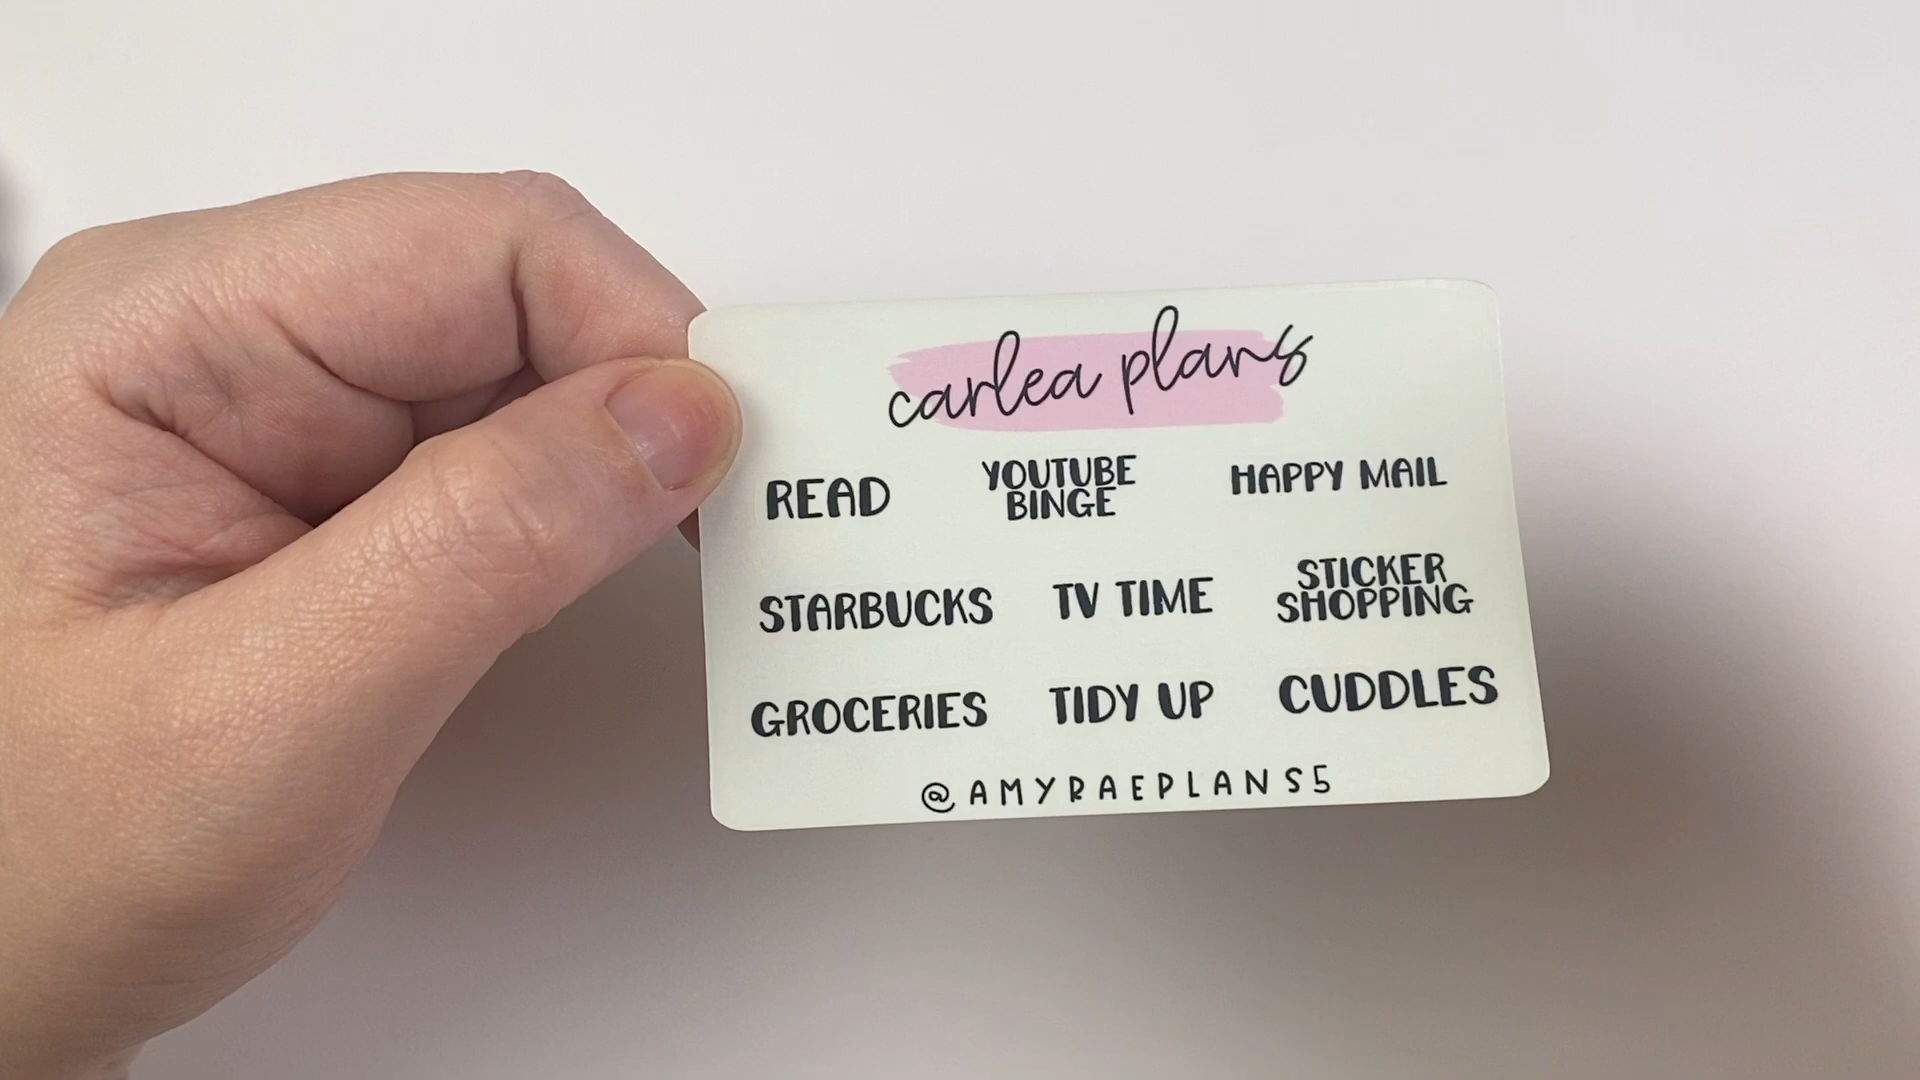 carlea plans
READ YOUTUBE BINGE HAPPY MAIL
STARBUCKS TV TIME STICKER SHOPPING
GROCERIES TIDY UP CUDDLES
@AMYRAEPLANS5